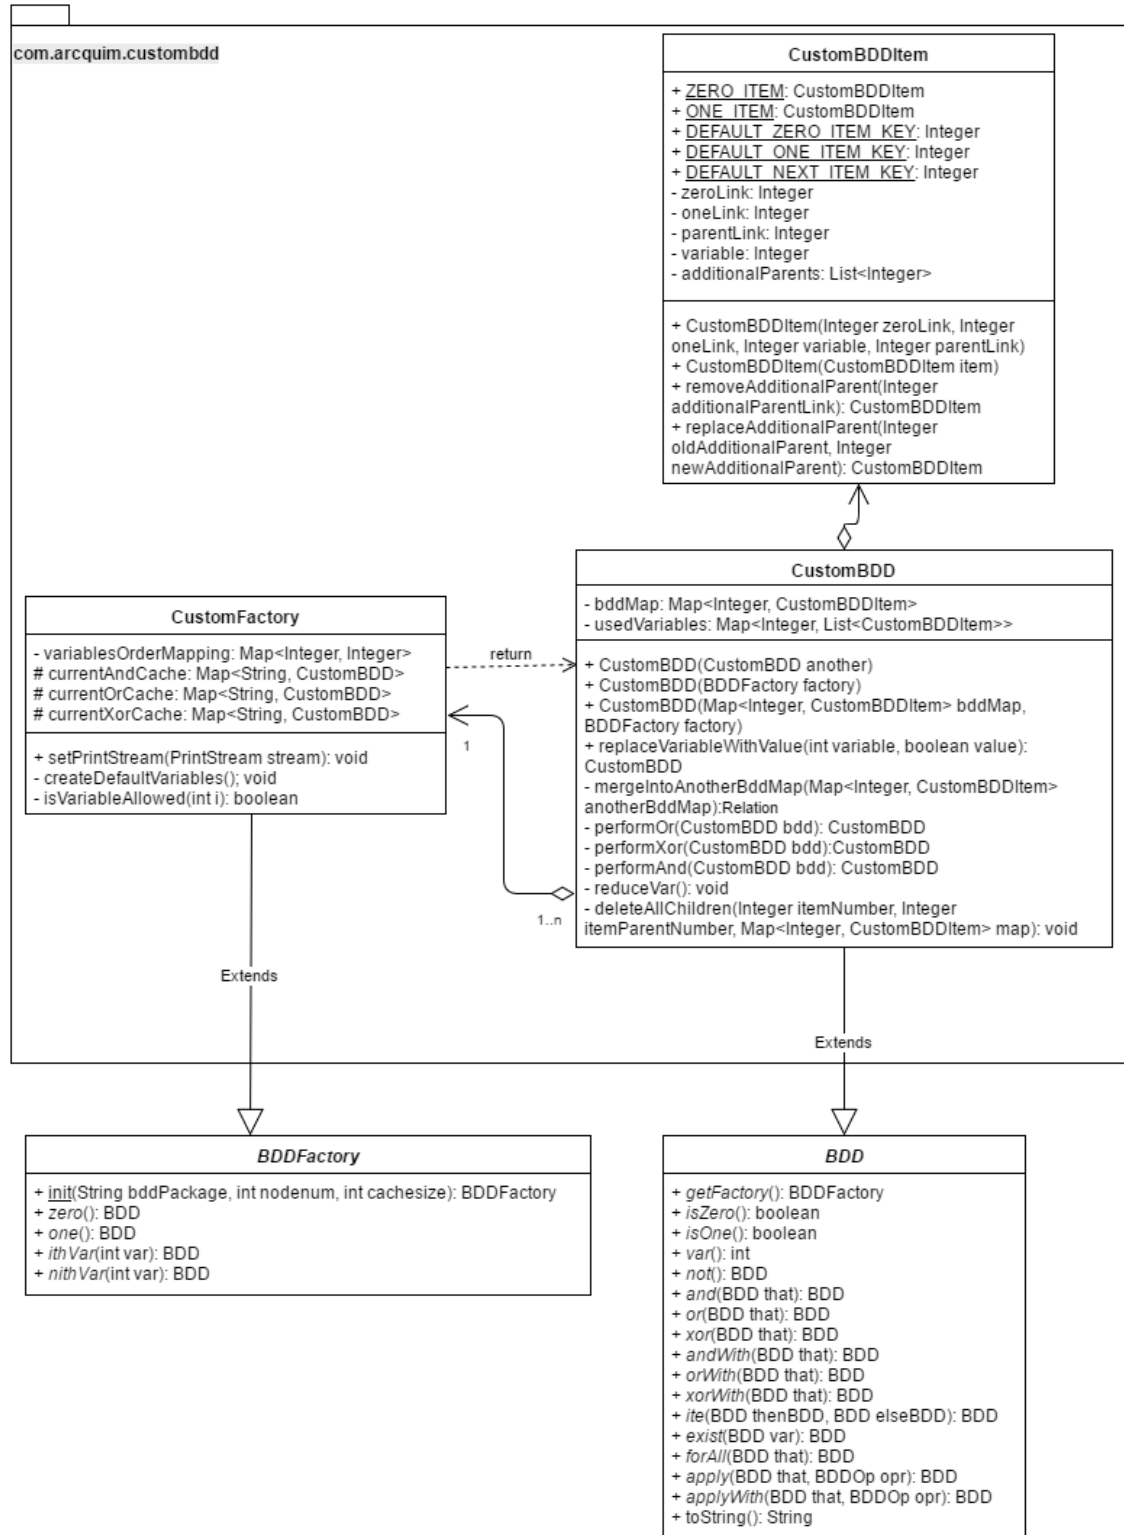 com.arcquim.custombdd
CustomBDDItem
+ ZERO_ITEM: CustomBDDItem
+ ONE_ITEM: CustomBDDItem
+ DEFAULT_ZERO_ITEM_KEY: Integer
+ DEFAULT_ONE_ITEM_KEY: Integer
+ DEFAULT_NEXT_ITEM_KEY: Integer
- zeroLink: Integer
- oneLink: Integer
- parentLink: Integer
- variable: Integer
- additionalParents: List<Integer>
+ CustomBDDItem(Integer zeroLink, Integer
oneLink, Integer variable, Integer parentLink)
+ CustomBDDItem(CustomBDDItem item)
+ removeAdditionalParent(Integer
additionalParentLink): CustomBDDItem
+ replaceAdditionalParent(Integer
oldAdditionalParent, Integer
newAdditionalParent): CustomBDDItem
CustomFactory
- variablesOrderMapping: Map<Integer, Integer>
# currentAndCache: Map<String, CustomBDD>
# currentOrCache: Map<String, CustomBDD>
# currentXorCache: Map<String, CustomBDD>
+ setPrintStream(PrintStream stream): void
- createDefaultVariables(); void
- isVariableAllowed(int i): boolean
return
1
1..n
CustomBDD
- bddMap: Map<Integer, CustomBDDItem>
- usedVariables: Map<Integer, List<CustomBDDItem>>
+ CustomBDD(CustomBDD another)
+ CustomBDD(BDDFactory factory)
+ CustomBDD(Map<Integer, CustomBDDItem> bddMap,
BDDFactory factory)
+ replaceVariableWithValue(int variable, boolean value):
CustomBDD
- mergeIntoAnotherBddMap(Map<Integer, CustomBDDItem>
anotherBddMap):Relation
- performOr(CustomBDD bdd): CustomBDD
- performXor(CustomBDD bdd):CustomBDD
- performAnd(CustomBDD bdd): CustomBDD
- reduceVar(): void
- deleteAllChildren(Integer itemNumber, Integer
itemParentNumber, Map<Integer, CustomBDDItem> map): void
Extends
Extends
BDDFactory
+ init(String bddPackage, int nodenum, int cachesize): BDDFactory
+ zero(): BDD
+ one(): BDD
+ ithVar(int var): BDD
+ nithVar(int var): BDD
BDD
+ getFactory(): BDDFactory
+ isZero(): boolean
+ isOne(): boolean
+ var(): int
+ not(): BDD
+ and(BDD that): BDD
+ or(BDD that): BDD
+ xor(BDD that): BDD
+ andWith(BDD that): BDD
+ orWith(BDD that): BDD
+ xorWith(BDD that): BDD
+ ite(BDD thenBDD, BDD elseBDD): BDD
+ exist(BDD var): BDD
+ forAll(BDD that): BDD
+ apply(BDD that, BDDOp opr): BDD
+ applyWith(BDD that, BDDOp opr): BDD
+ toString(): String